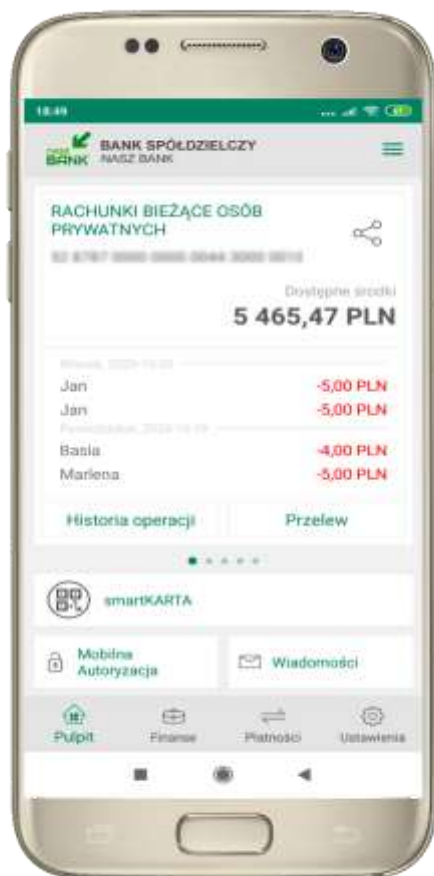 18:49
nasz
BANK
BANK SPÓŁDZIELCZY
NASZ BANK
RACHUNKI BIEŻĄCE OSÓB
PRYWATNYCH
Dostępne środki
5 465,47 PLN
Jan -5,00 PLN
Jan -5,00 PLN
Basia -4,00 PLN
Marlena -5,00 PLN
Historia operacji Przelew
smartKARTA
Mobilna
Autoryzacja
Wiadomości
Pulpit Finanse Płatności Ustawienia